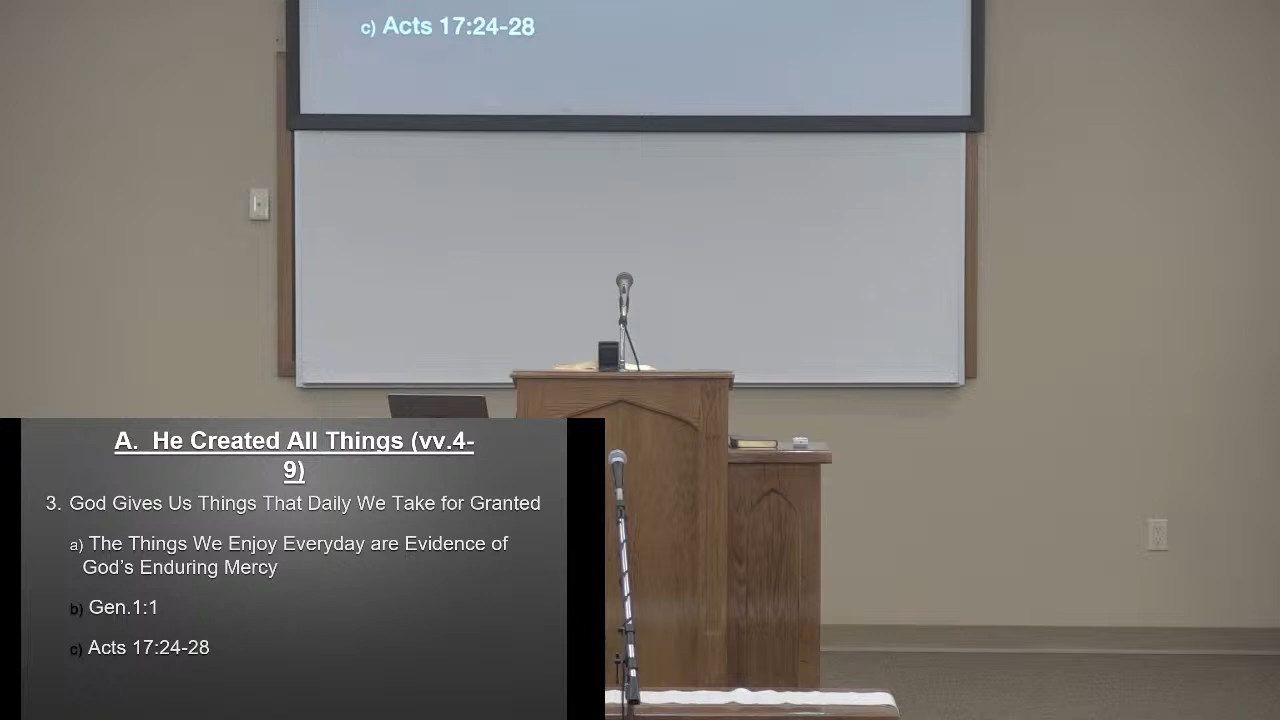 c) Acts 17:24-28
A. He Created All Things (vv.4-
9)
3. God Gives Us Things That Daily We Take for Granted
a) The Things We Enjoy Everyday are Evidence of
God's Enduring Mercy
b) Gen.1:1
c) Acts 17:24-28